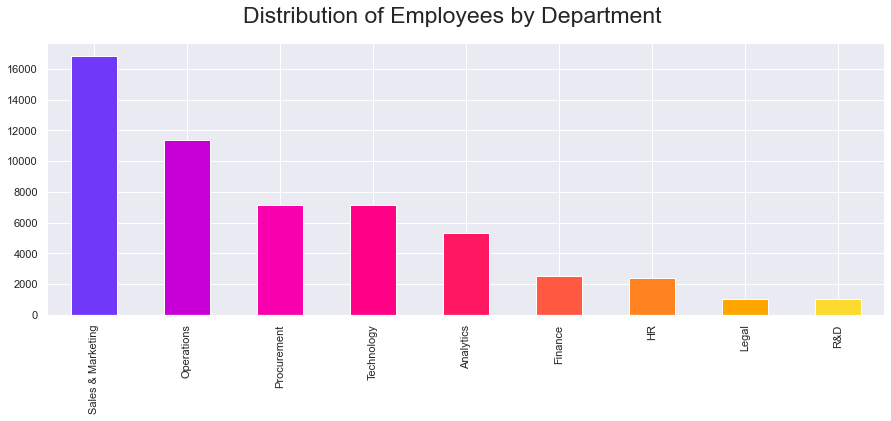 Distribution of Employees by Department
16000
14000
12000
10000
8000
6000
4000
2000
0
Sales & Marketing
Operations
Procurement
Technology
Analytics
Finance
HR
Legal
R&D